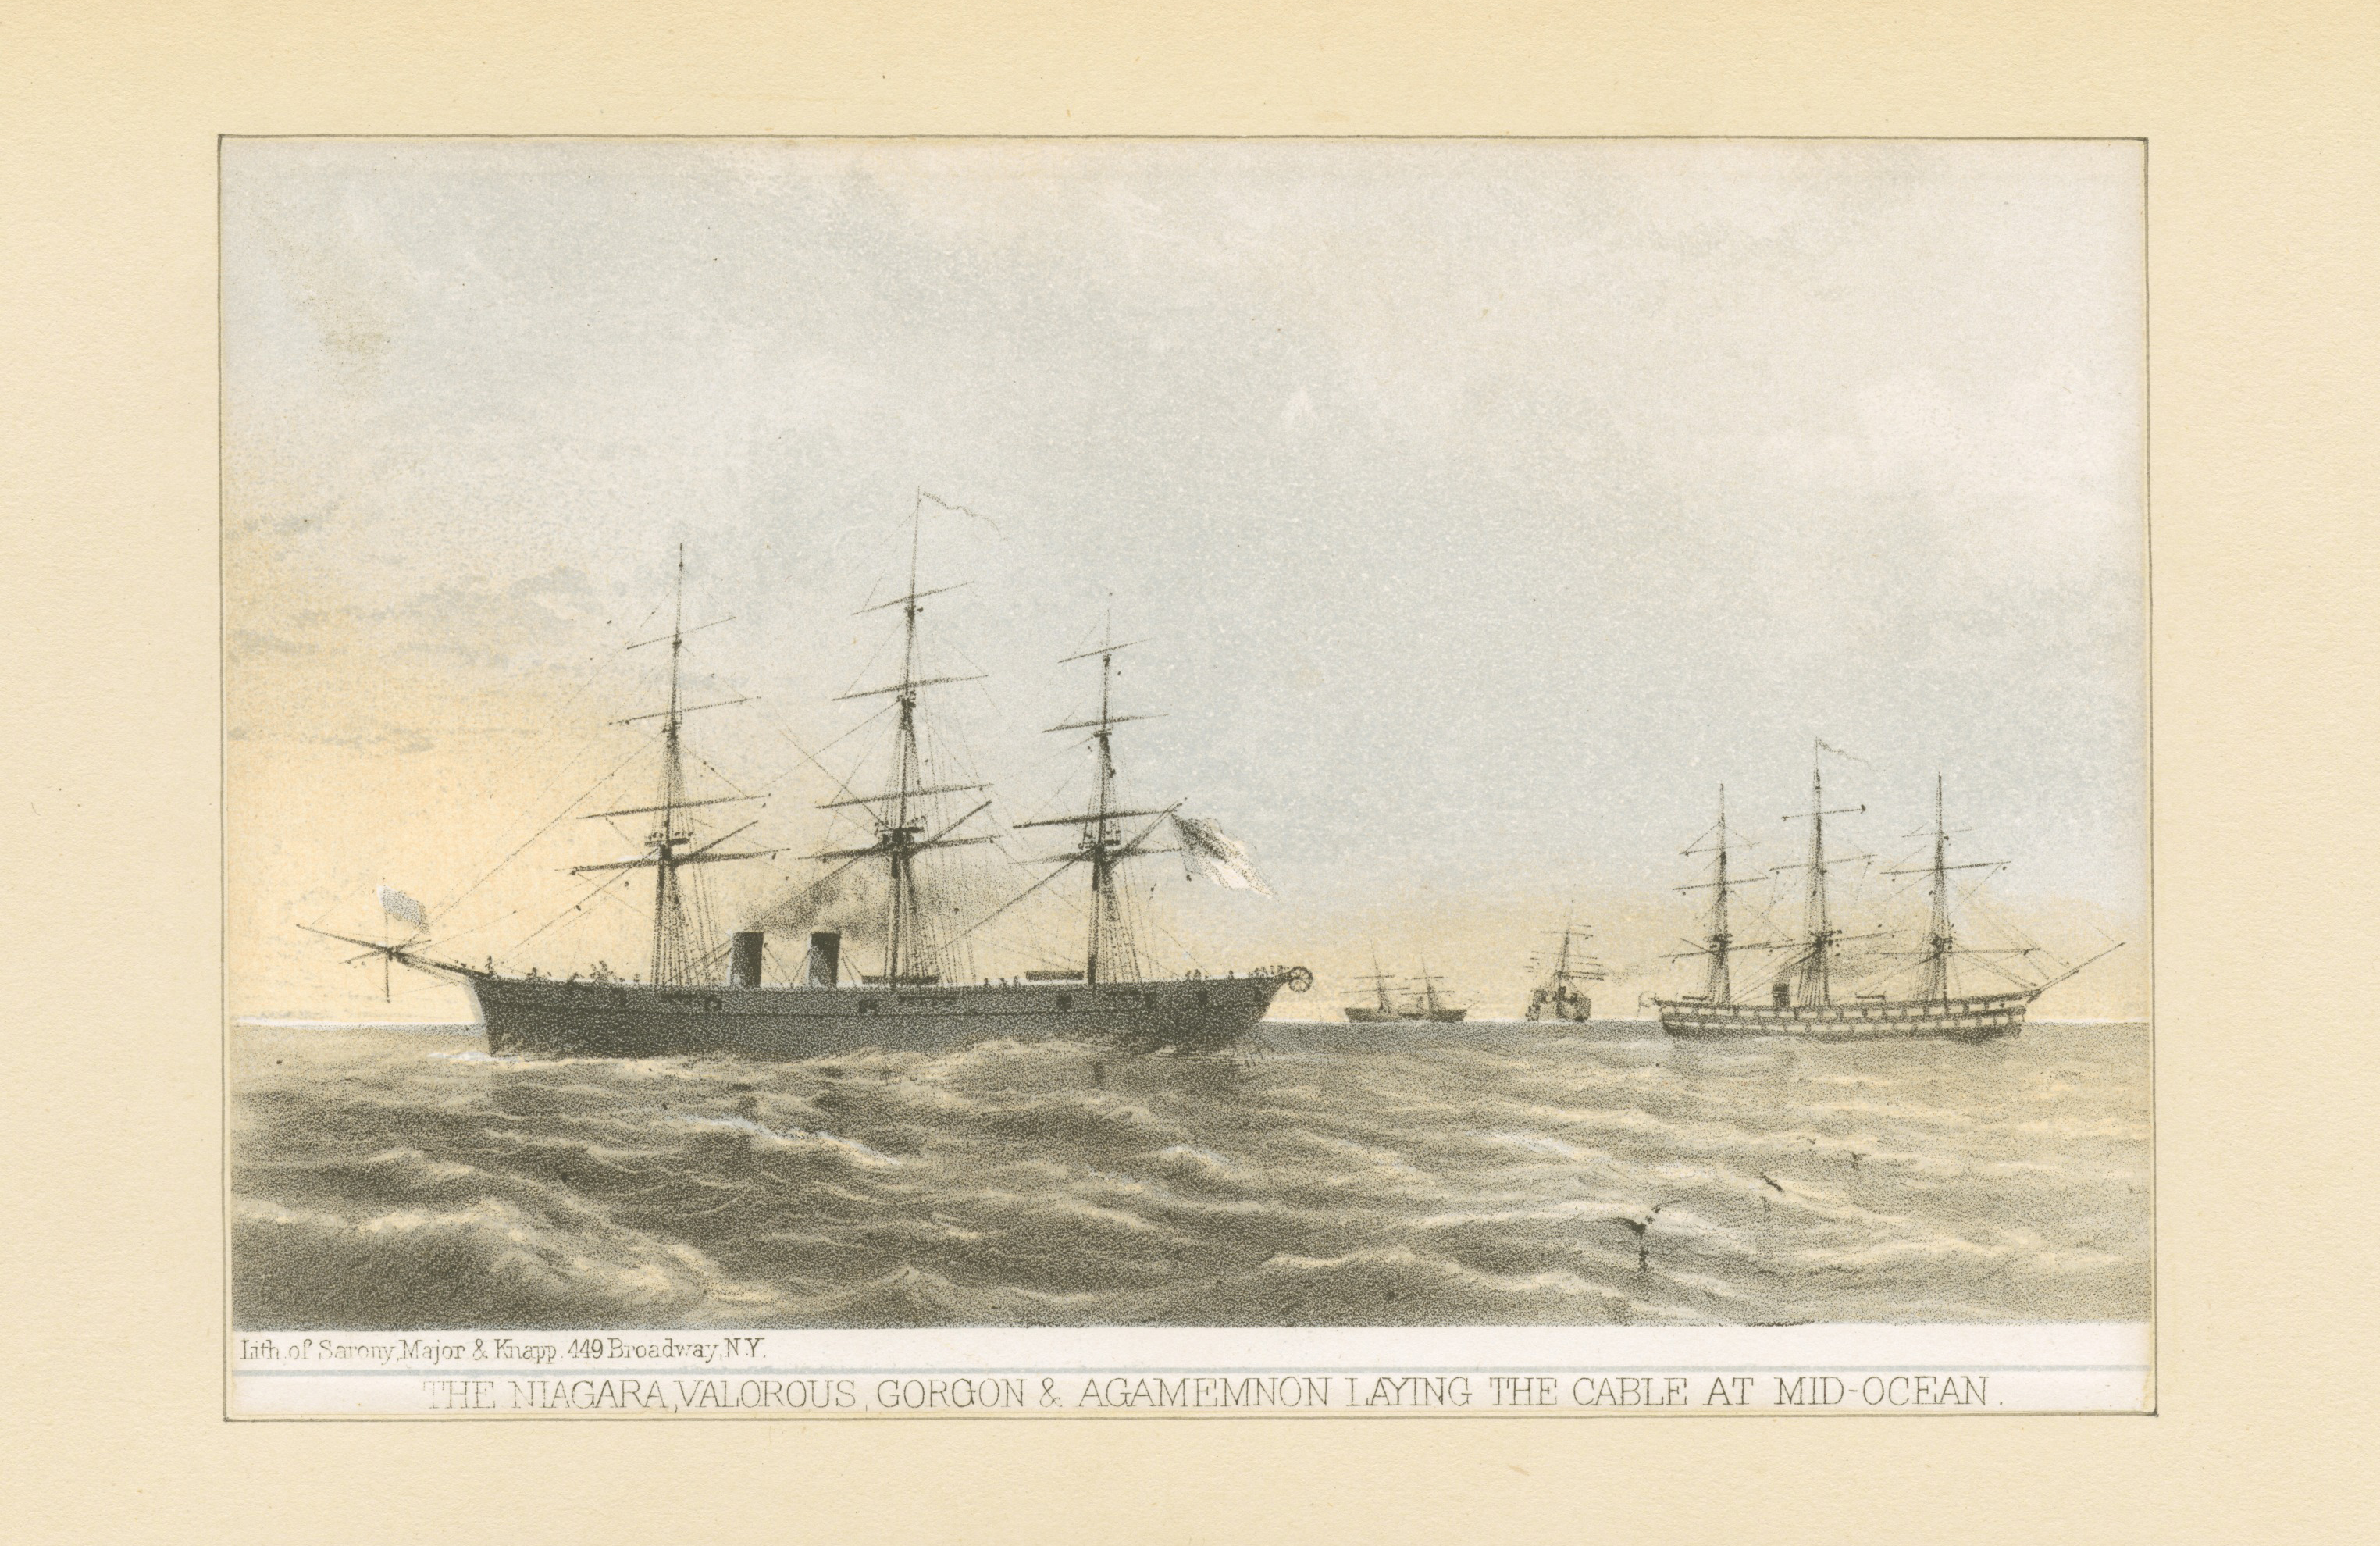 Lith. of Sarony, Major & Knapp. 449 Broadway, N.Y.
THE NIAGARA, VALOROUS, GORGON & AGAMEMNON LAYING THE CABLE AT MID-OCEAN.